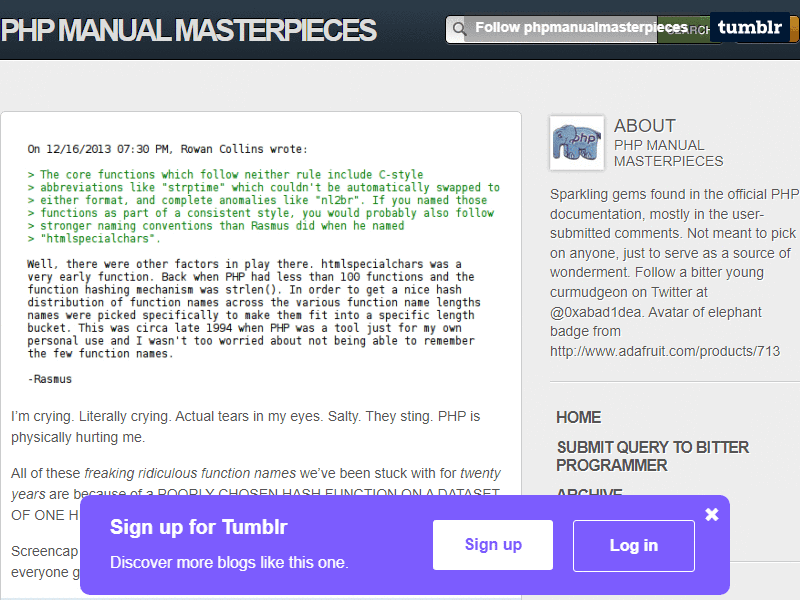 PHP MANUAL MASTERPIECES
Follow phpmanualmasterpieces
SEARCH
tumblr
On 12/16/2013 07:30 PM, Rowan Collins wrote:
> The core functions which follow neither rule include C-style
> abbreviations like "strptime" which couldn't be automatically swapped to
> either format, and complete anomalies like "nl2br". If you named those
> functions as part of a consistent style, you would probably also follow
> stronger naming conventions than Rasmus did when he named
> "htmlspecialchars".
Well, there were other factors in play there. htmlspecialchars was a
very early function. Back when PHP had less than 100 functions and the
function hashing mechanism was strlen(). In order to get a nice hash
distribution of function names across the various function name lengths
names were picked specifically to make them fit into a specific length
bucket. This was circa late 1994 when PHP was a tool just for my own
personal use and I wasn't too worried about not being able to remember
the few function names.
-Rasmus
I'm crying. Literally crying. Actual tears in my eyes. Salty. They sting. PHP is
physically hurting me.
All of these freaking ridiculous function names we've been stuck with for twenty
years are because of a POORLY CHOSEN HASH FUNCTION ON A DATASET
OF ONE H
Screencap
everyone g
php
ABOUT
PHP MANUAL
MASTERPIECES
Sparkling gems found in the official PHP
documentation, mostly in the user-
submitted comments. Not meant to pick
on anyone, just to serve as a source of
wonderment. Follow a bitter young
curmudgeon on Twitter at
@0xabad1dea. Avatar of elephant
badge from
http://www.adafruit.com/products/713
HOME
SUBMIT QUERY TO BITTER
PROGRAMMER
ARCHIVE
Sign up for Tumblr
Discover more blogs like this one.
Sign up
Log in